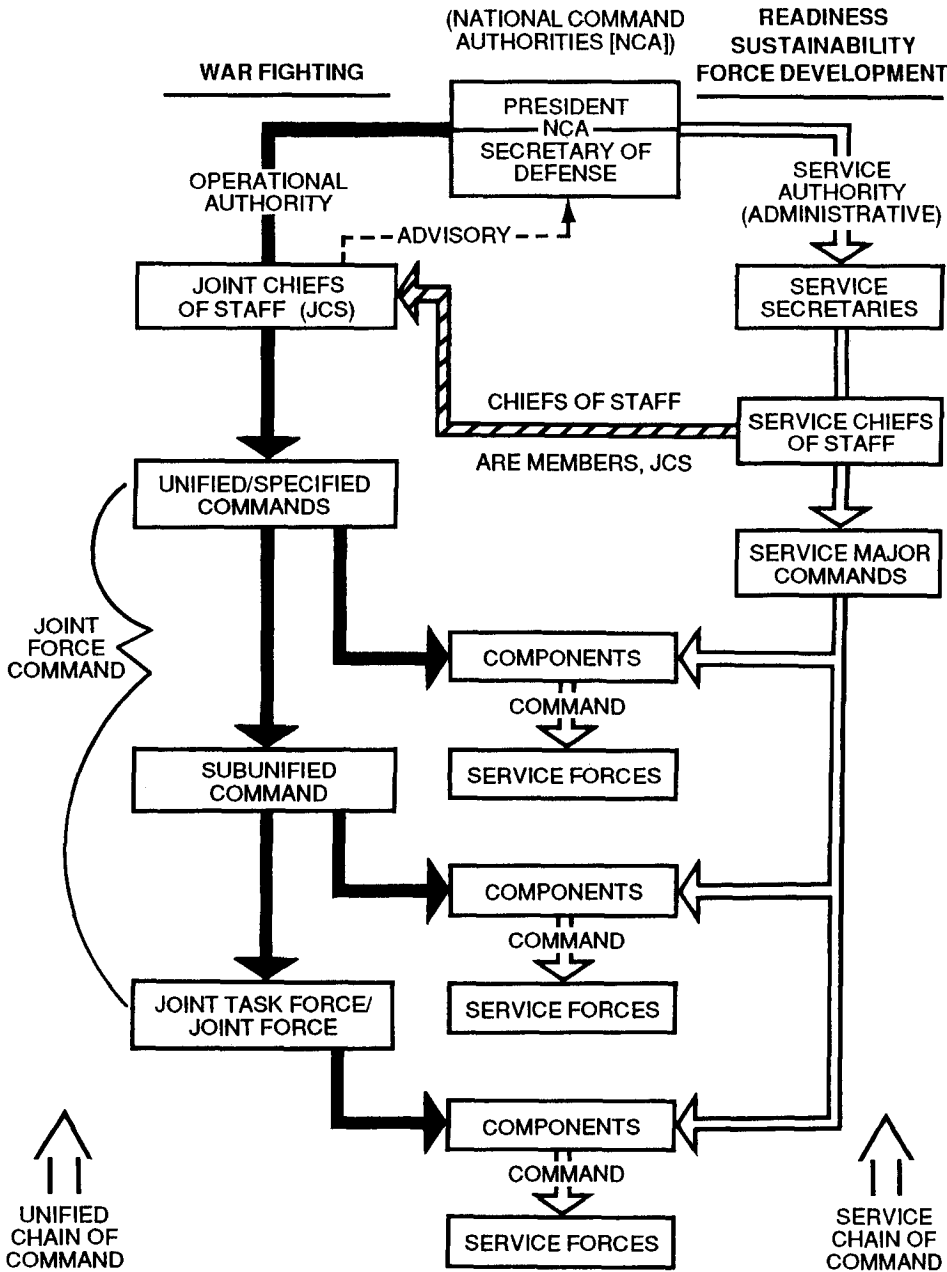 (NATIONAL COMMAND
AUTHORITIES [NCA])
READINESS
SUSTAINABILITY
FORCE DEVELOPMENT
WAR FIGHTING
PRESIDENT
NCA
SECRETARY OF
DEFENSE
OPERATIONAL
AUTHORITY
SERVICE
AUTHORITY
(ADMINISTRATIVE)
ADVISORY
JOINT CHIEFS
OF STAFF (JCS)
SERVICE
SECRETARIES
CHIEFS OF STAFF
ARE MEMBERS, JCS
SERVICE CHIEFS
OF STAFF
UNIFIED/SPECIFIED
COMMANDS
SERVICE MAJOR
COMMANDS
JOINT
FORCE
COMMAND
COMPONENTS
COMMAND
SERVICE FORCES
SUBUNIFIED
COMMAND
COMPONENTS
COMMAND
SERVICE FORCES
JOINT TASK FORCE/
JOINT FORCE
COMPONENTS
COMMAND
SERVICE FORCES
UNIFIED
CHAIN OF
COMMAND
SERVICE
CHAIN OF
COMMAND